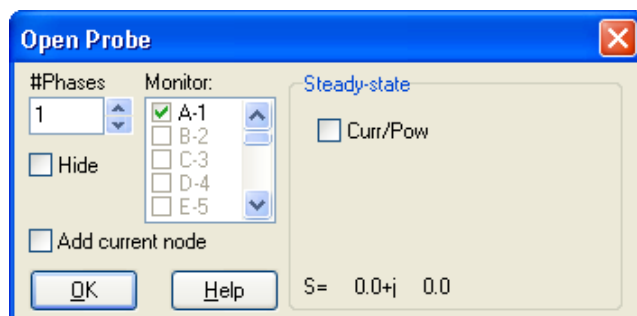 Open Probe
#Phases
Monitor:
1
A-1
B-2
C-3
D-4
E-5
Hide
Add current node
OK
Help
Steady-state
Curr/Pow
S= 0.0+j 0.0